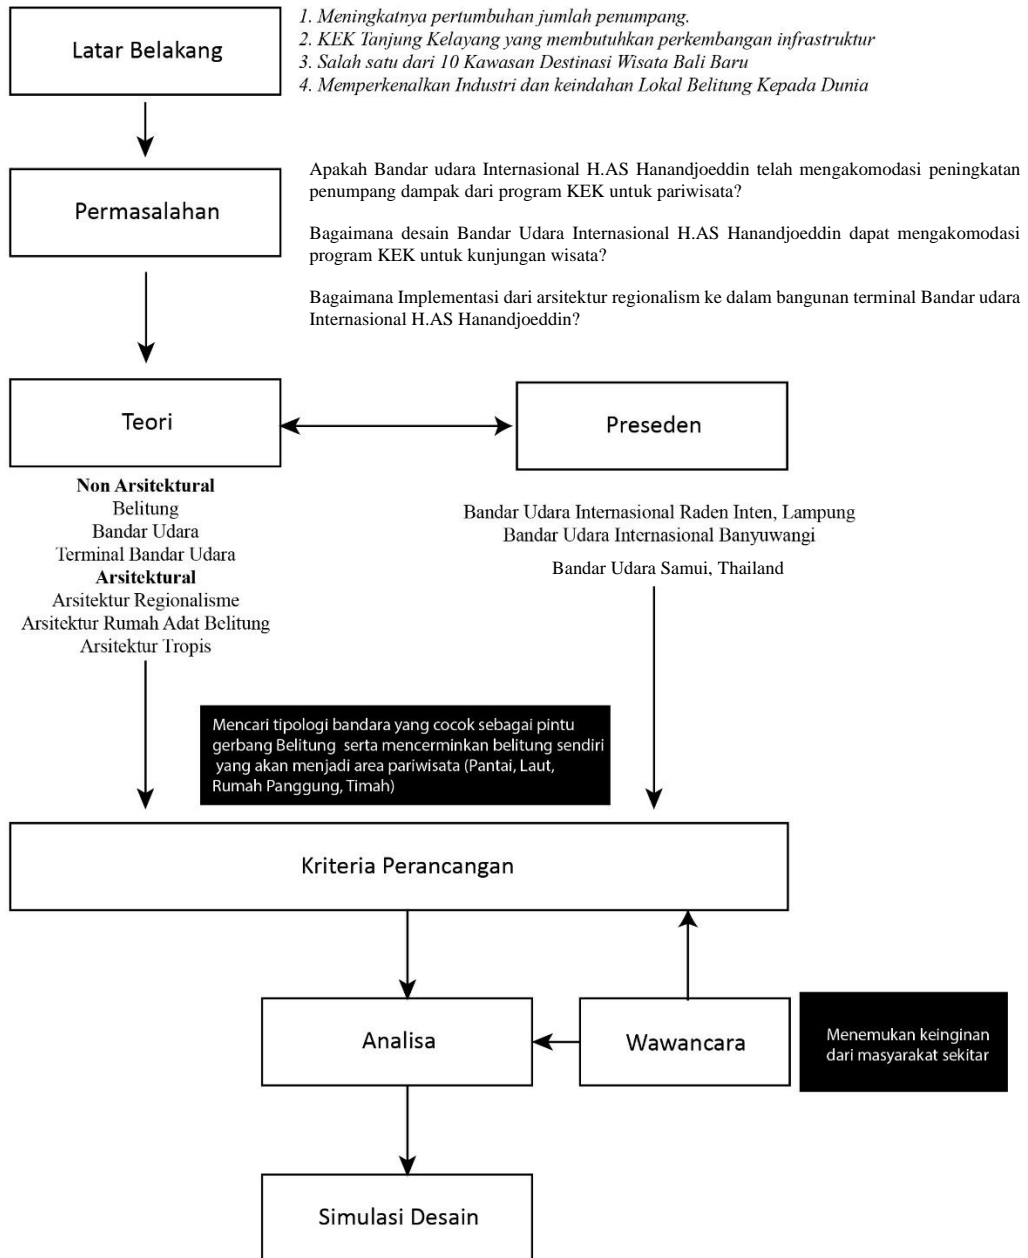 Latar Belakang
1. Meningkatnya pertumbuhan jumlah penumpang.
2. KEK Tanjung Kelayang yang membutuhkan perkembangan infrastruktur
3. Salah satu dari 10 Kawasan Destinasi Wisata Bali Baru
4. Memperkenalkan Industri dan keindahan Lokal Belitung Kepada Dunia
Permasalahan
Apakah Bandar udara Internasional H.AS Hanandjoeddin telah mengakomodasi peningkatan
penumpang dampak dari program KEK untuk pariwisata?
Bagaimana desain Bandar Udara Internasional H.AS Hanandjoeddin dapat mengakomodasi
program KEK untuk kunjungan wisata?
Bagaimana Implementasi dari arsitektur regionalism ke dalam bangunan terminal Bandar udara
Internasional H.AS Hanandjoeddin?
Teori
Preseden
Non Arsitektural
Belitung
Bandar Udara
Terminal Bandar Udara
Arsitektural
Arsitektur Regionalisme
Arsitektur Rumah Adat Belitung
Arsitektur Tropis
Bandar Udara Internasional Raden Inten, Lampung
Bandar Udara Internasional Banyuwangi
Bandar Udara Samui, Thailand
Mencari tipologi bandara yang cocok sebagai pintu
gerbang Belitung serta mencerminkan belitung sendiri
yang akan menjadi area pariwisata (Pantai, Laut,
Rumah Panggung, Timah)
Kriteria Perancangan
Analisa
Wawancara
Menemukan keinginan
dari masyarakat sekitar
Simulasi Desain